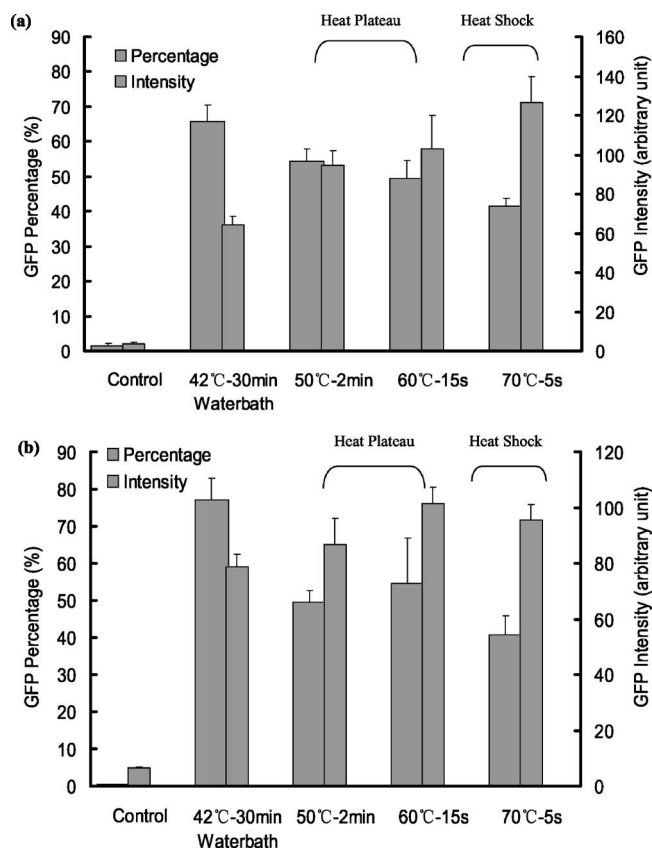 (a)
Heat Plateau
Heat Shock
Percentage
Intensity
GFP Percentage (%)
90
80
70
60
50
40
30
20
10
0
GFP Intensity (arbitrary unit)
160
140
120
100
80
60
40
20
0
Control
42℃-30min
Waterbath
50℃-2min
60℃-15s
70℃-5s
(b)
Heat Plateau
Heat Shock
Percentage
Intensity
GFP Percentage (%)
90
80
70
60
50
40
30
20
10
0
GFP Intensity (arbitrary unit)
120
100
80
60
40
20
0
Control
42℃-30min
Waterbath
50℃-2min
60℃-15s
70℃-5s